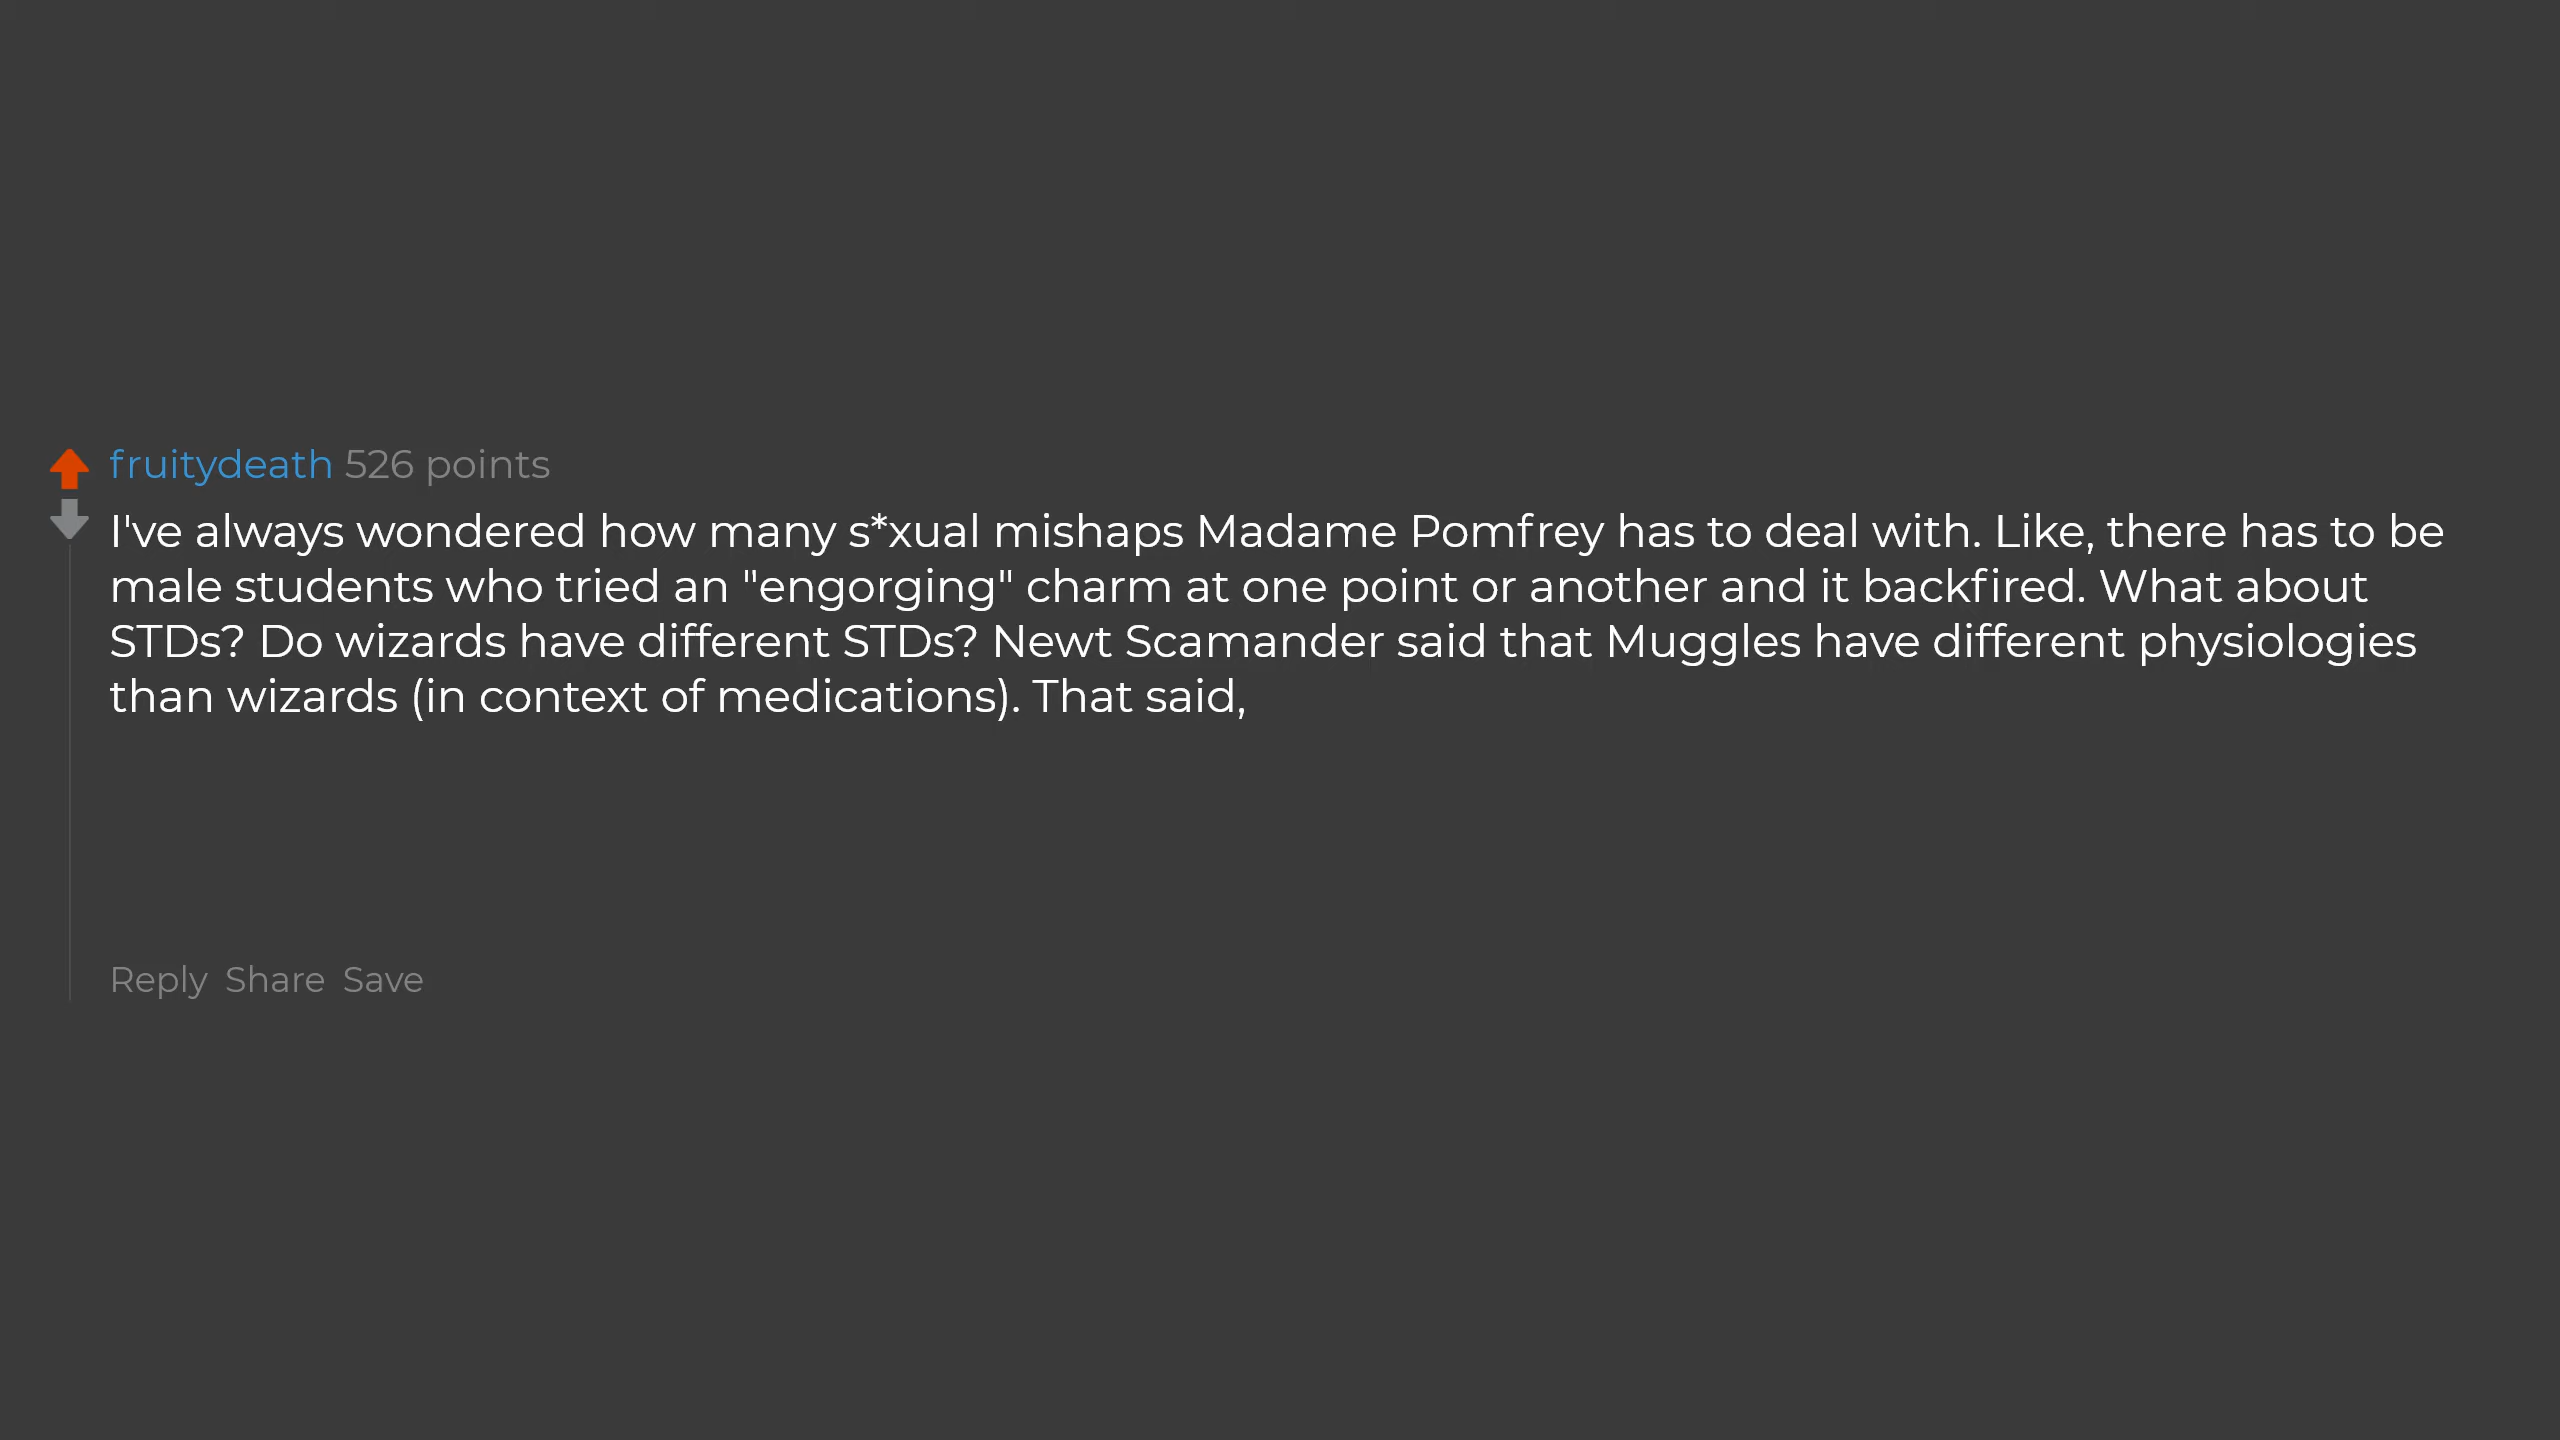 fruitydeath 526 points
I've always wondered how many s*xual mishaps Madame Pomfrey has to deal with. Like, there has to be
male students who tried an "engorging" charm at one point or another and it backfired. What about
STDs? Do wizards have different STDs? Newt Scamander said that Muggles have different physiologies
than wizards (in context of medications). That said,
Reply Share Save